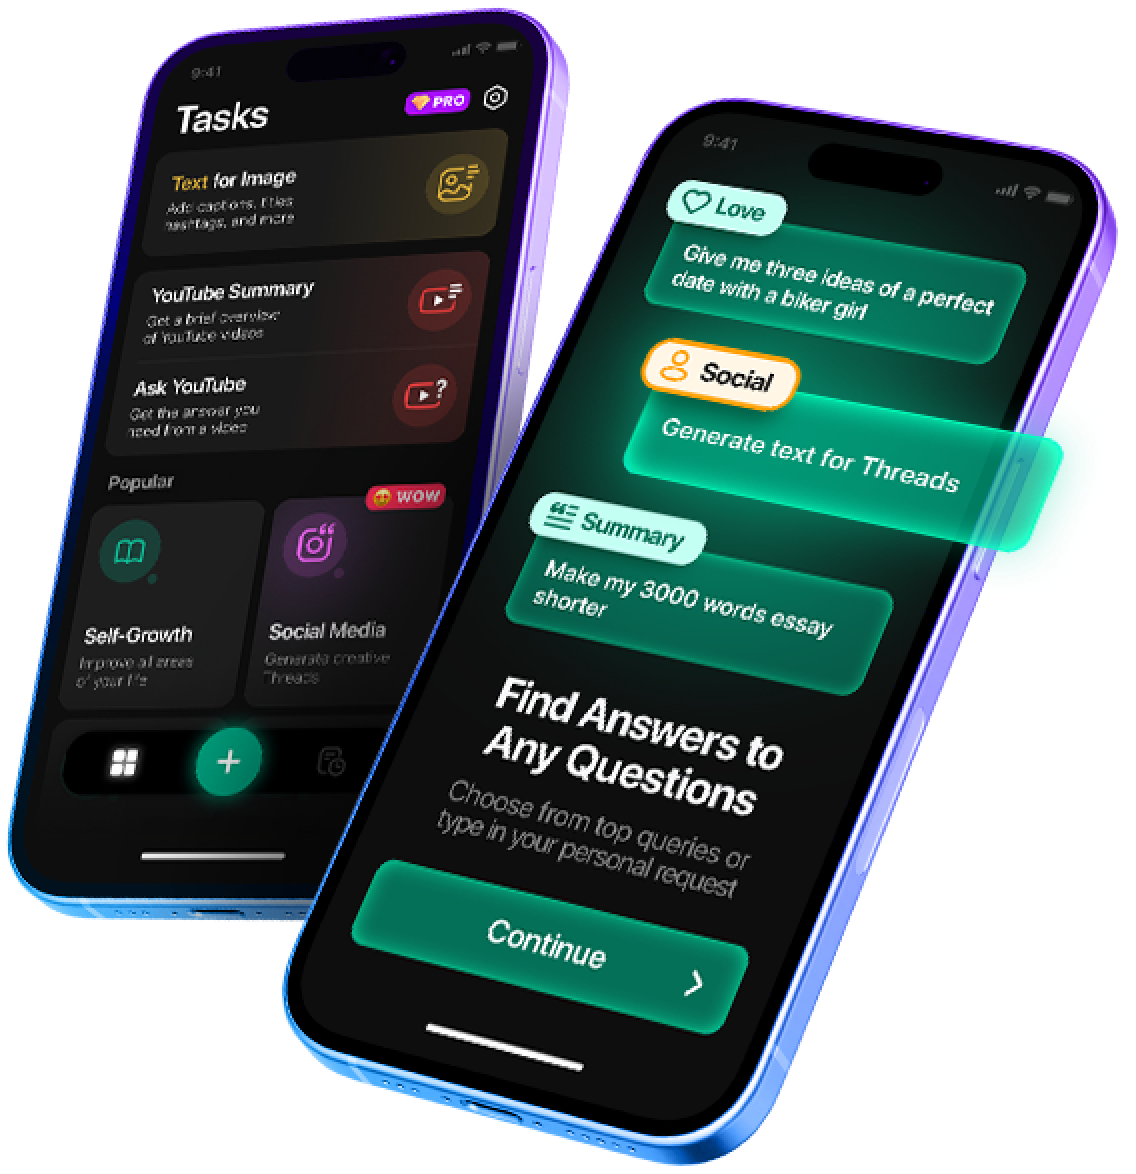 9:41
Tasks
PRO
Text for Image
Add captions, titles
hashtags, and more
YouTube Summary
Get a brief overview
of YouTube videos
Ask YouTube
Get the answer you
need from a video
Popular
WOW
Self-Growth
Improve all areas
of your life
Social Media
Generate creative
Threads
9:41
Love
Give me three ideas of a perfect
date with a biker girl
Social
Generate text for Threads
Summary
Make my 3000 words essay
shorter
Find Answers to
Any Questions
Choose from top queries or
type in your personal request
Continue